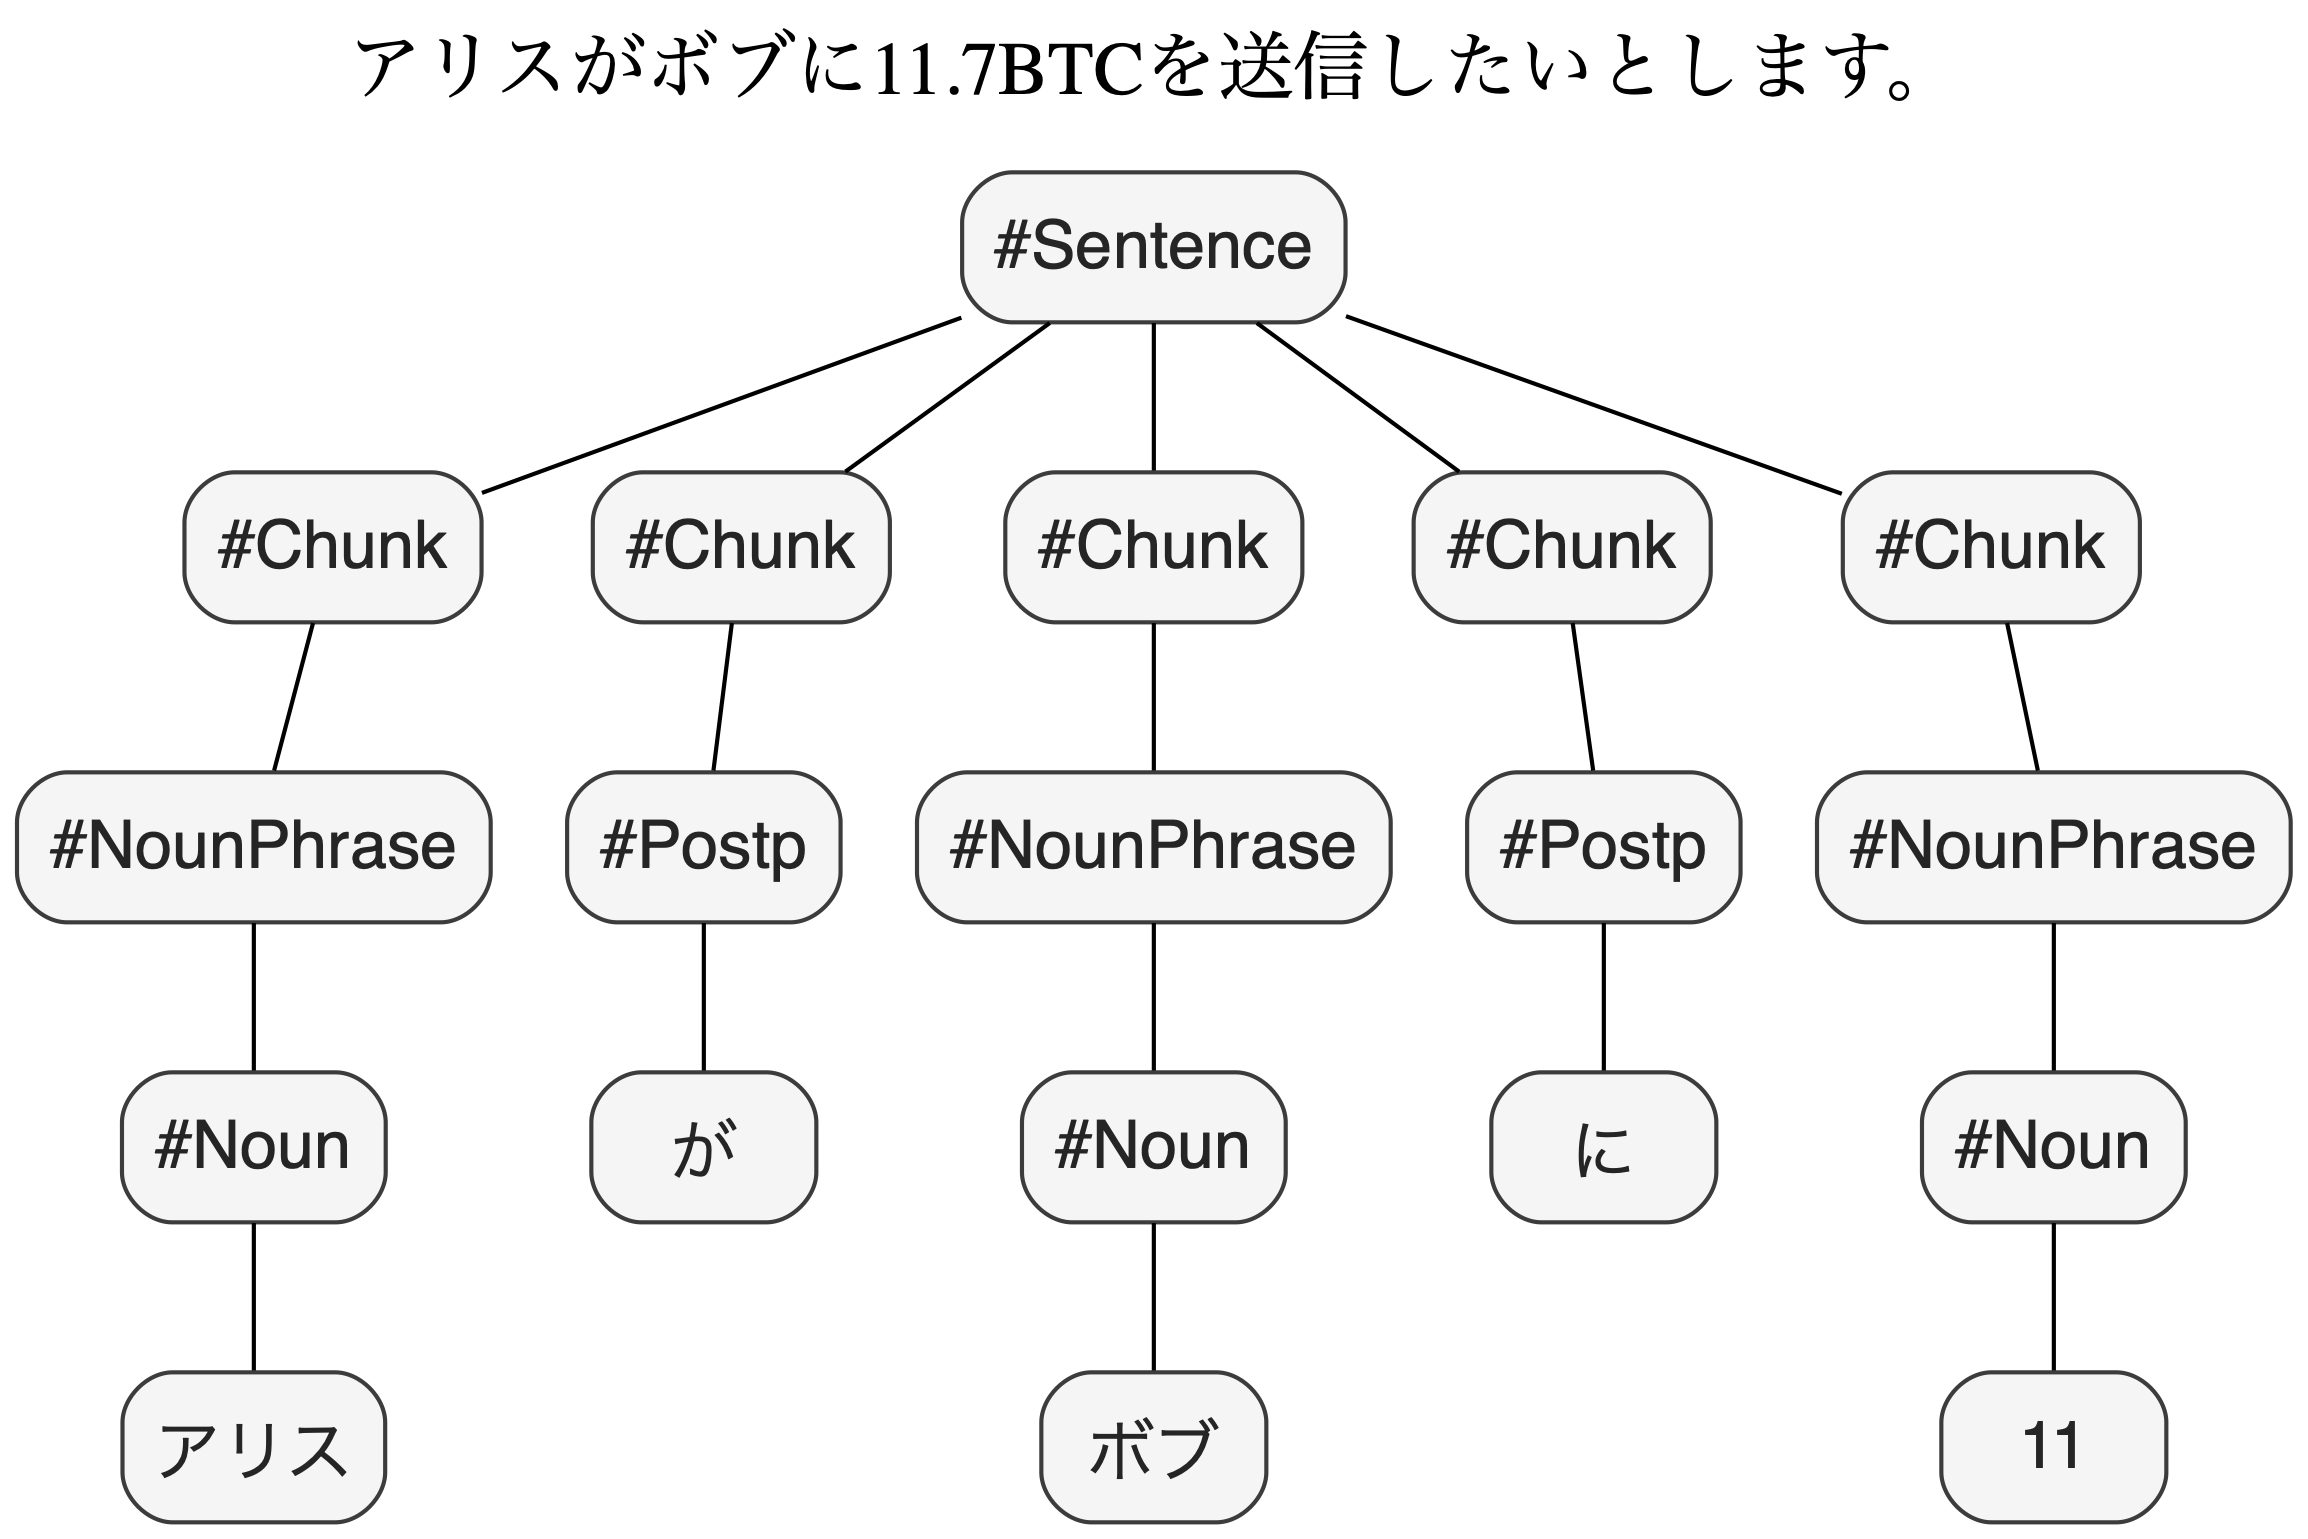 アリスがボブに11.7BTCを送信したいとします。
#Sentence
#Chunk #Chunk #Chunk #Chunk #Chunk
#NounPhrase #Postp #NounPhrase #Postp #NounPhrase
#Noun が #Noun に #Noun
アリス ボブ 11